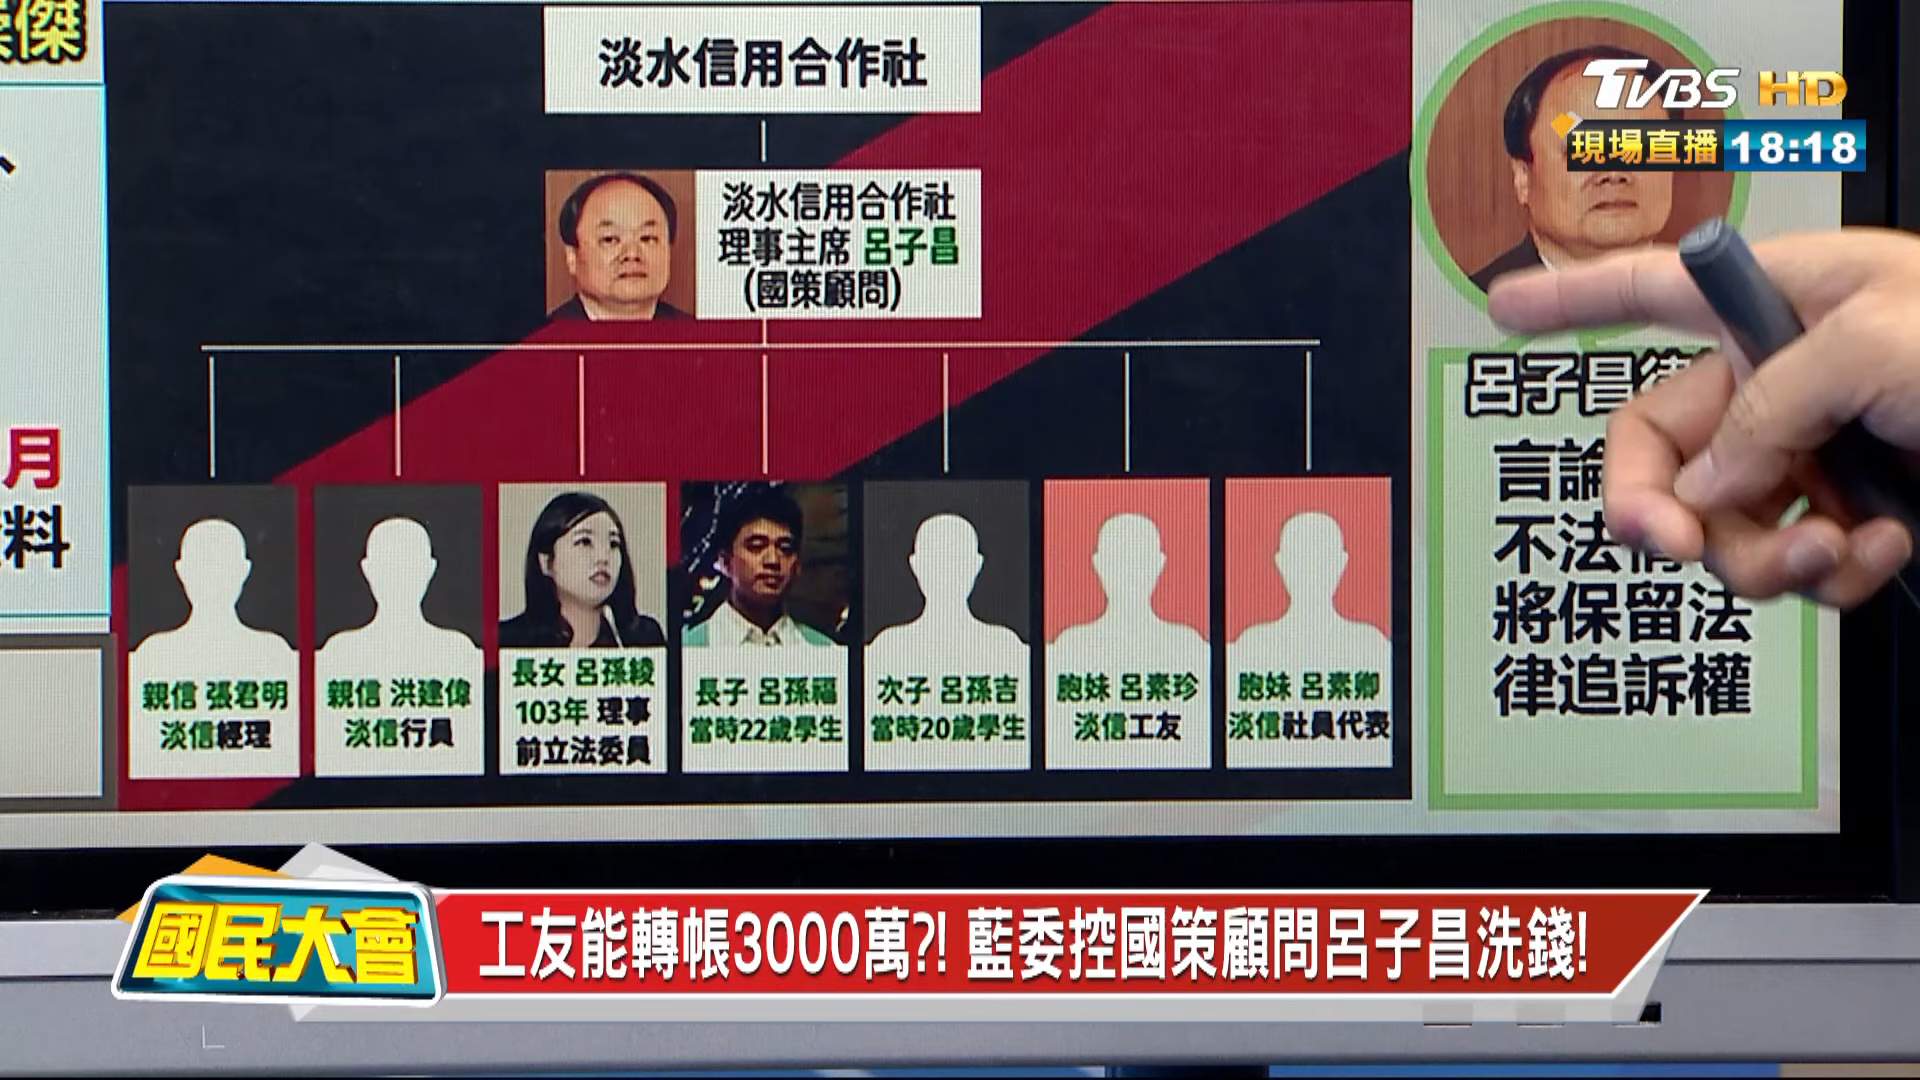 傑
月
料
淡水信用合作社
淡水信用合作社
理事主席 呂子昌
(國策顧問)
親信 張君明
淡信經理
親信 洪建偉
淡信行員
長女 呂孫綾
103年 理事
前立法委員
長子 呂孫福
當時22歲學生
次子 呂孫吉
當時20歲學生
胞妹 呂素珍
淡信工友
胞妹 呂素卿
淡信社員代表
TVBS HD
現場直播 18:18
呂子昌律
言論
不法情
將保留法
律追訴權
國民大會
工友能轉帳3000萬?! 藍委控國策顧問呂子昌洗錢!